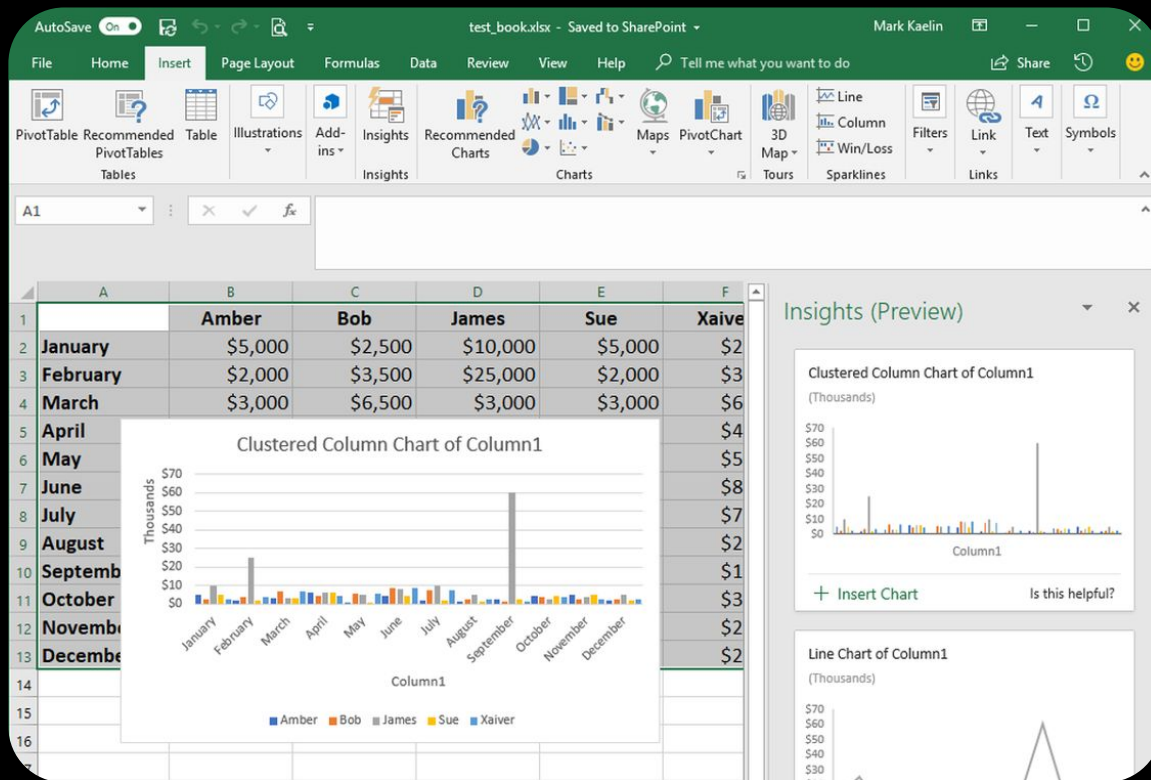 AutoSave On
test_book.xlsx - Saved to SharePoint
Mark Kaelin
File Home Insert Page Layout Formulas Data Review View Help Tell me what you want to do Share
PivotTable Recommended PivotTables Table
Tables
Illustrations
Add-ins
Insights
Insights
Recommended Charts
Maps PivotChart
Charts
3D Map
Tours
Line
Column
Win/Loss
Sparklines
Filters
Link
Links
Text
Symbols
A1 fx
A B C D E F
1 Amber Bob James Sue Xaive
2 January $5,000 $2,500 $10,000 $5,000 $2
3 February $2,000 $3,500 $25,000 $2,000 $3
4 March $3,000 $6,500 $3,000 $3,000 $6
5 April $4
6 May $5
7 June $8
8 July $7
9 August $2
10 Septemb $1
11 October $3
12 Novembe $2
13 Decembe $2
14
15
16
Clustered Column Chart of Column1
Thousands
$70
$60
$50
$40
$30
$20
$10
$0
January February March April May June July August September October November December
Column1
Amber Bob James Sue Xaiver
Insights (Preview)
Clustered Column Chart of Column1
(Thousands)
$70
$60
$50
$40
$30
$20
$10
$0
Column1
Insert Chart Is this helpful?
Line Chart of Column1
(Thousands)
$70
$60
$50
$40
$30